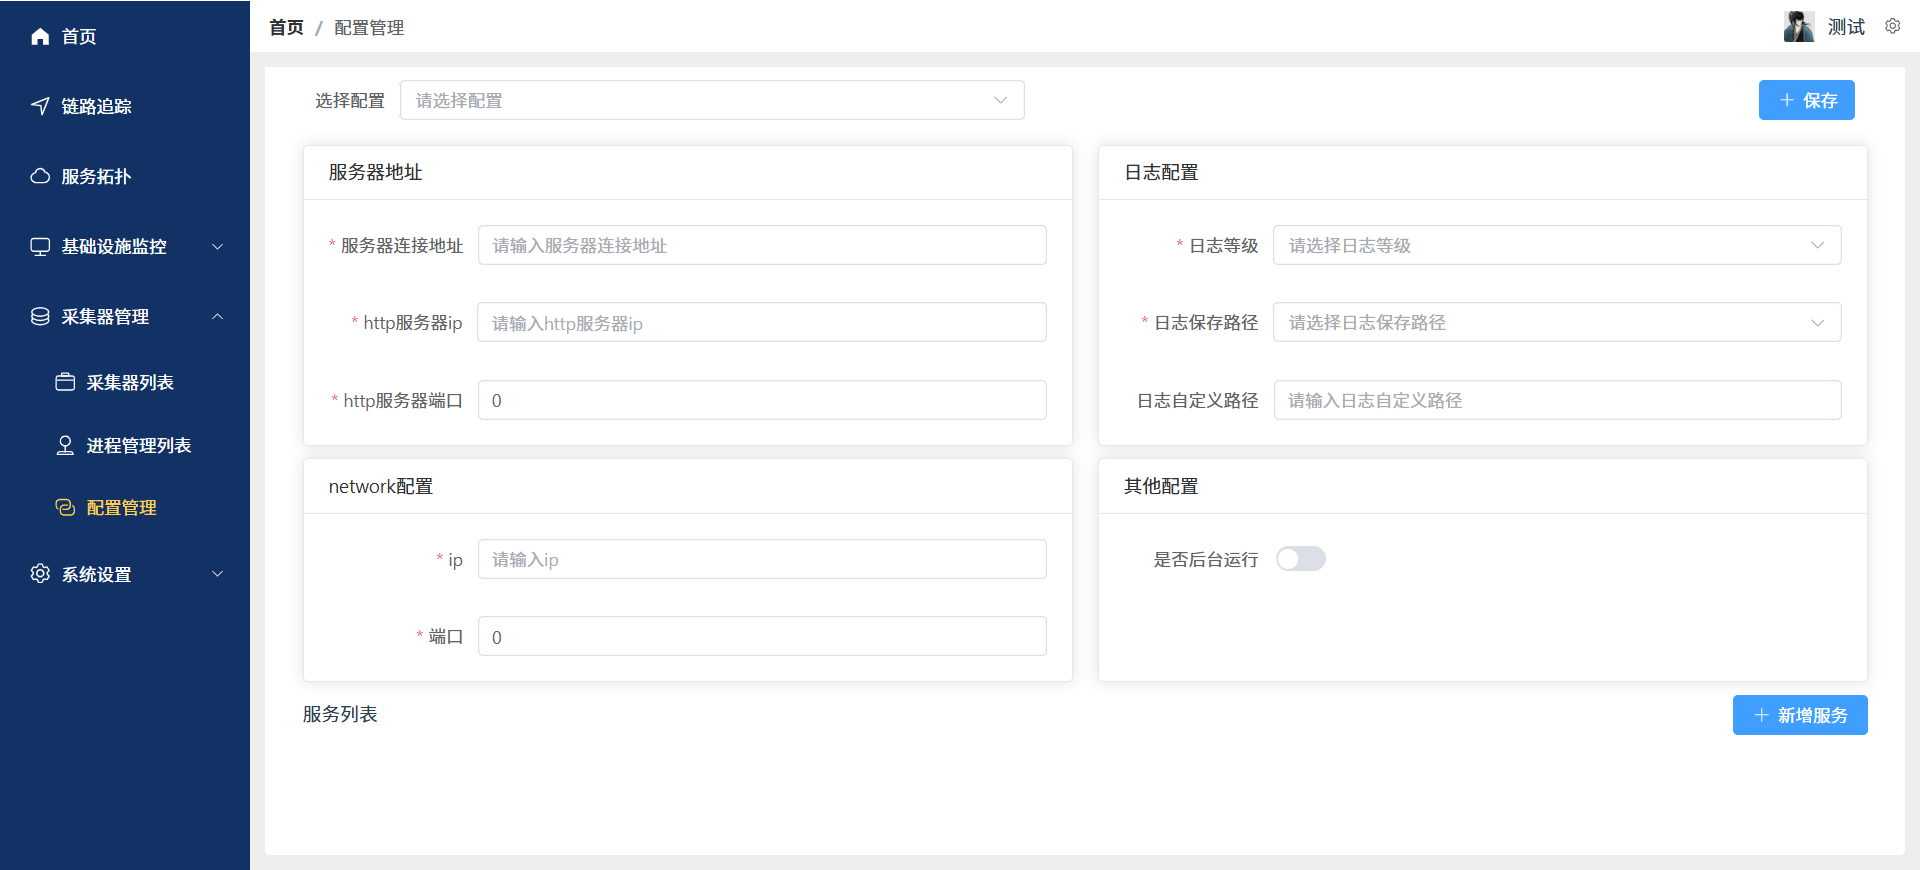 首页
链路追踪
服务拓扑
基础设施监控
采集器管理
采集器列表
进程管理列表
配置管理
系统设置
首页 / 配置管理
测试
选择配置 请选择配置
保存
服务器地址
* 服务器连接地址 请输入服务器连接地址
* http服务器ip 请输入http服务器ip
* http服务器端口 0
日志配置
* 日志等级 请选择日志等级
* 日志保存路径 请选择日志保存路径
日志自定义路径 请输入日志自定义路径
network配置
* ip 请输入ip
* 端口 0
其他配置
是否后台运行
服务列表
新增服务